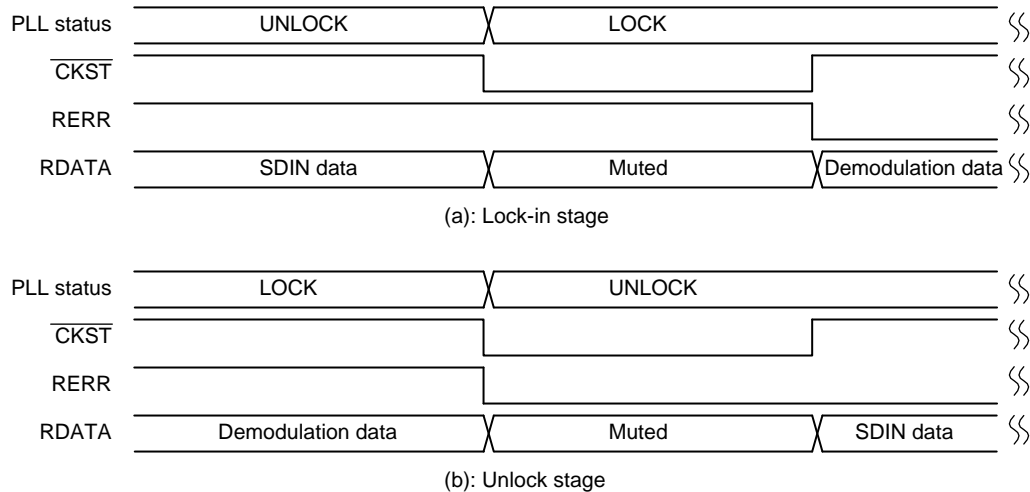 PLL status UNLOCK LOCK
CKST
RERR
RDATA SDIN data Muted Demodulation data
(a): Lock-in stage
PLL status LOCK UNLOCK
CKST
RERR
RDATA Demodulation data Muted SDIN data
(b): Unlock stage